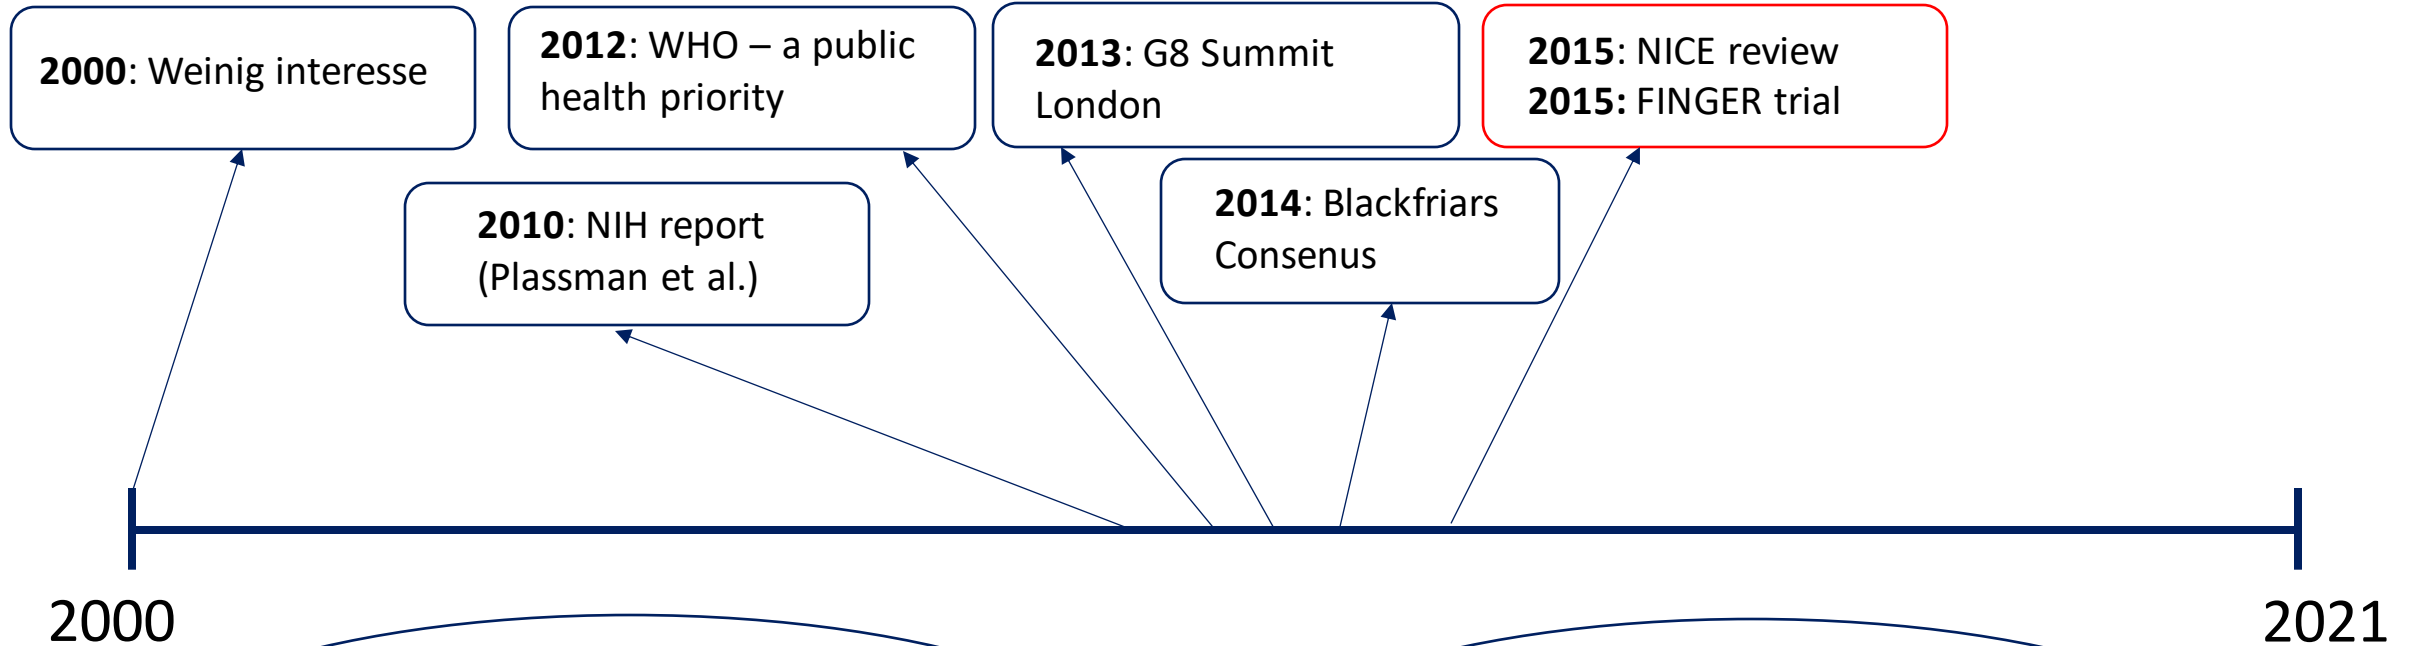 2000: Weinig interesse
2012: WHO – a public
health priority
2013: G8 Summit
London
2015: NICE review
2015: FINGER trial
2010: NIH report
(Plassman et al.)
2014: Blackfriars
Consenus
2000
2021